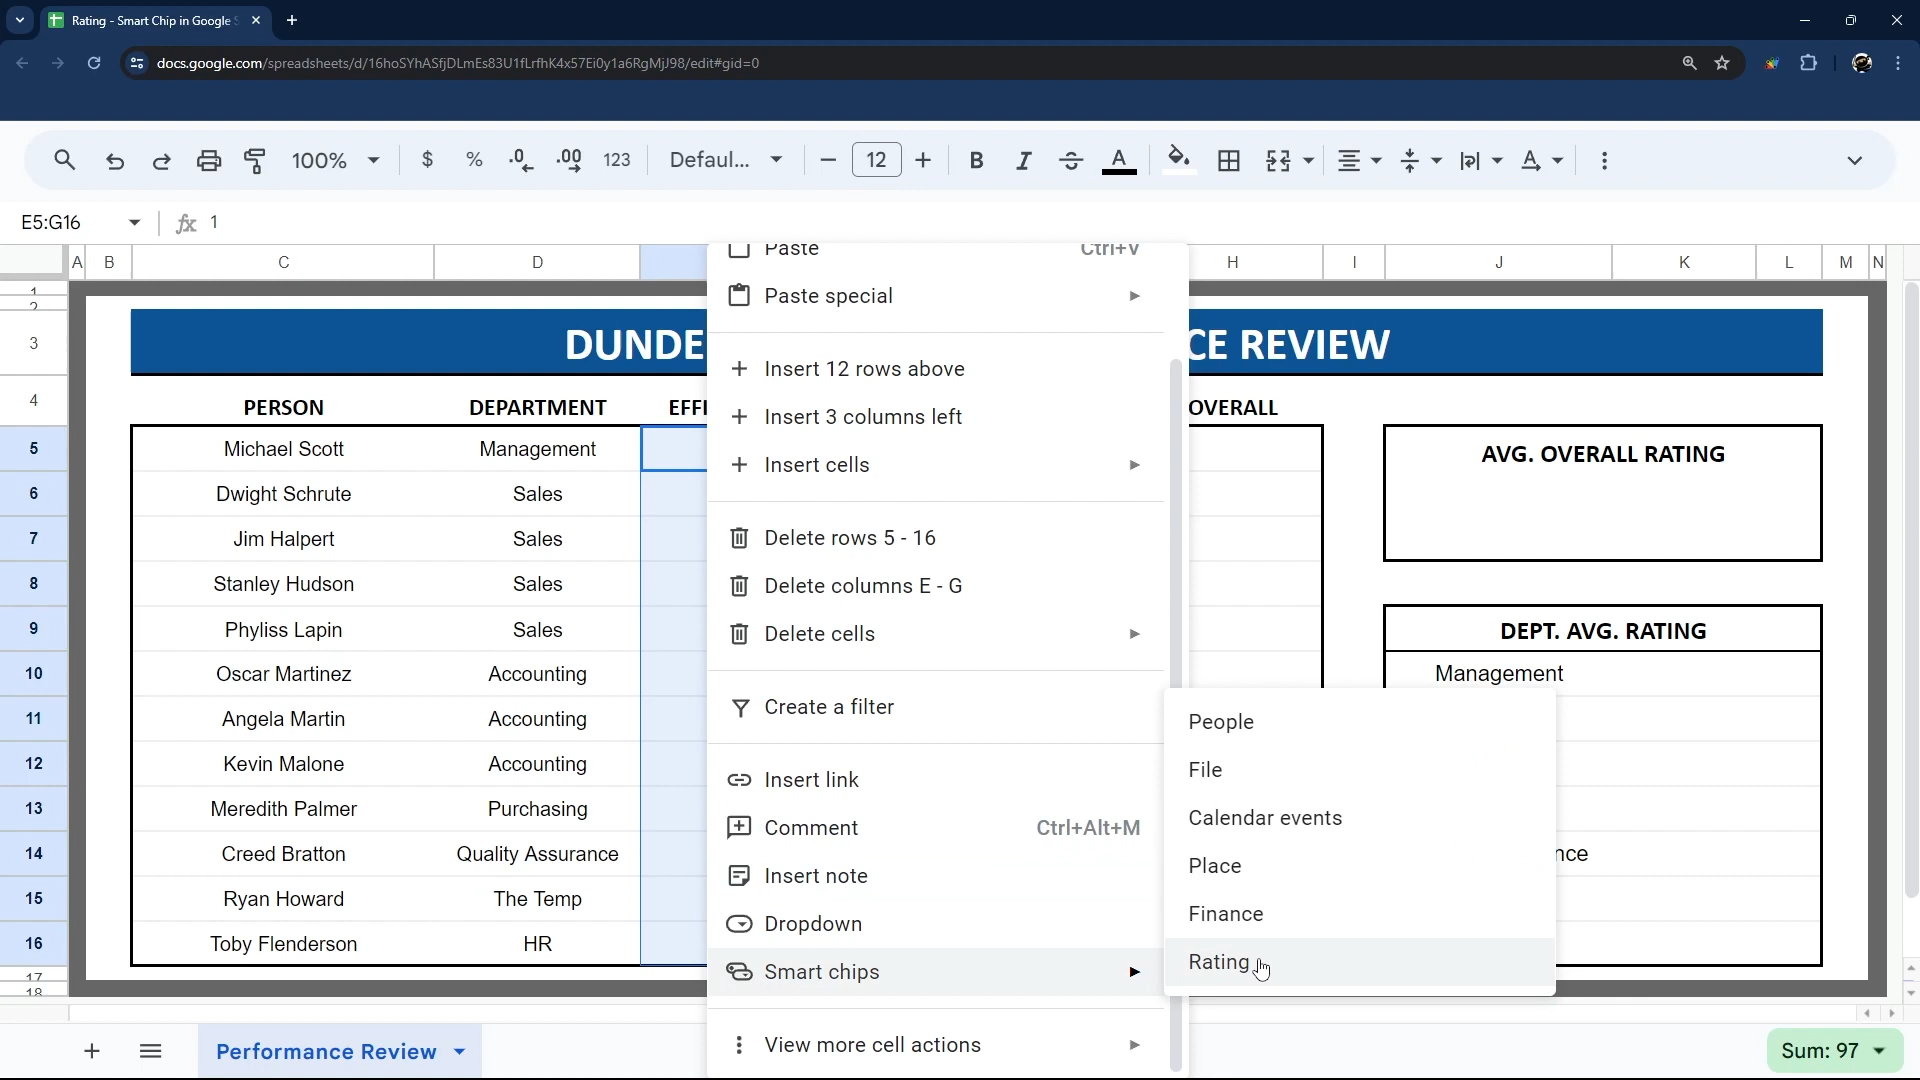 Rating - Smart Chip in Google S
docs.google.com/spreadsheets/d/16hoSYhASfjDLmEs83U1fLrfhK4x57Ei0y1a6RgMjJ98/edit#gid=0
100% $ % .0 .00 123 Defaul... 12 B I A A
E5:G16 fx 1
A B C D H I J K L M N
Paste Ctrl+V
1
2
Paste special
3 DUNDE CE REVIEW
Insert 12 rows above
4 PERSON DEPARTMENT EFFI OVERALL
Insert 3 columns left
5 Michael Scott Management AVG. OVERALL RATING
Insert cells
6 Dwight Schrute Sales
7 Jim Halpert Sales
Delete rows 5 - 16
8 Stanley Hudson Sales
Delete columns E - G
9 Phyliss Lapin Sales DEPT. AVG. RATING
Delete cells
10 Oscar Martinez Accounting Management
11 Angela Martin Accounting
Create a filter
People
12 Kevin Malone Accounting
Insert link
File
13 Meredith Palmer Purchasing
Comment Ctrl+Alt+M
Calendar events
14 Creed Bratton Quality Assurance nce
Insert note
Place
15 Ryan Howard The Temp
Dropdown
Finance
16 Toby Flenderson HR
Smart chips
Rating
17
18
View more cell actions
Performance Review Sum: 97